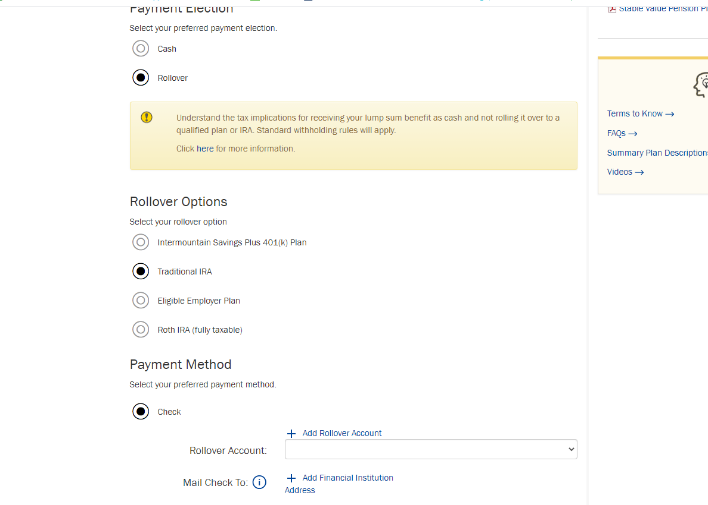 Payment Election
Stable Value Pension Pl
Select your preferred payment election.
Cash
Rollover
Understand the tax implications for receiving your lump sum benefit as cash and not rolling it over to a
qualified plan or IRA. Standard withholding rules will apply.
Click here for more information.
Terms to Know →
FAQs →
Summary Plan Description
Videos →
Rollover Options
Select your rollover option
Intermountain Savings Plus 401(k) Plan
Traditional IRA
Eligible Employer Plan
Roth IRA (fully taxable)
Payment Method
Select your preferred payment method.
Check
+ Add Rollover Account
Rollover Account:
Mail Check To: i + Add Financial Institution
Address